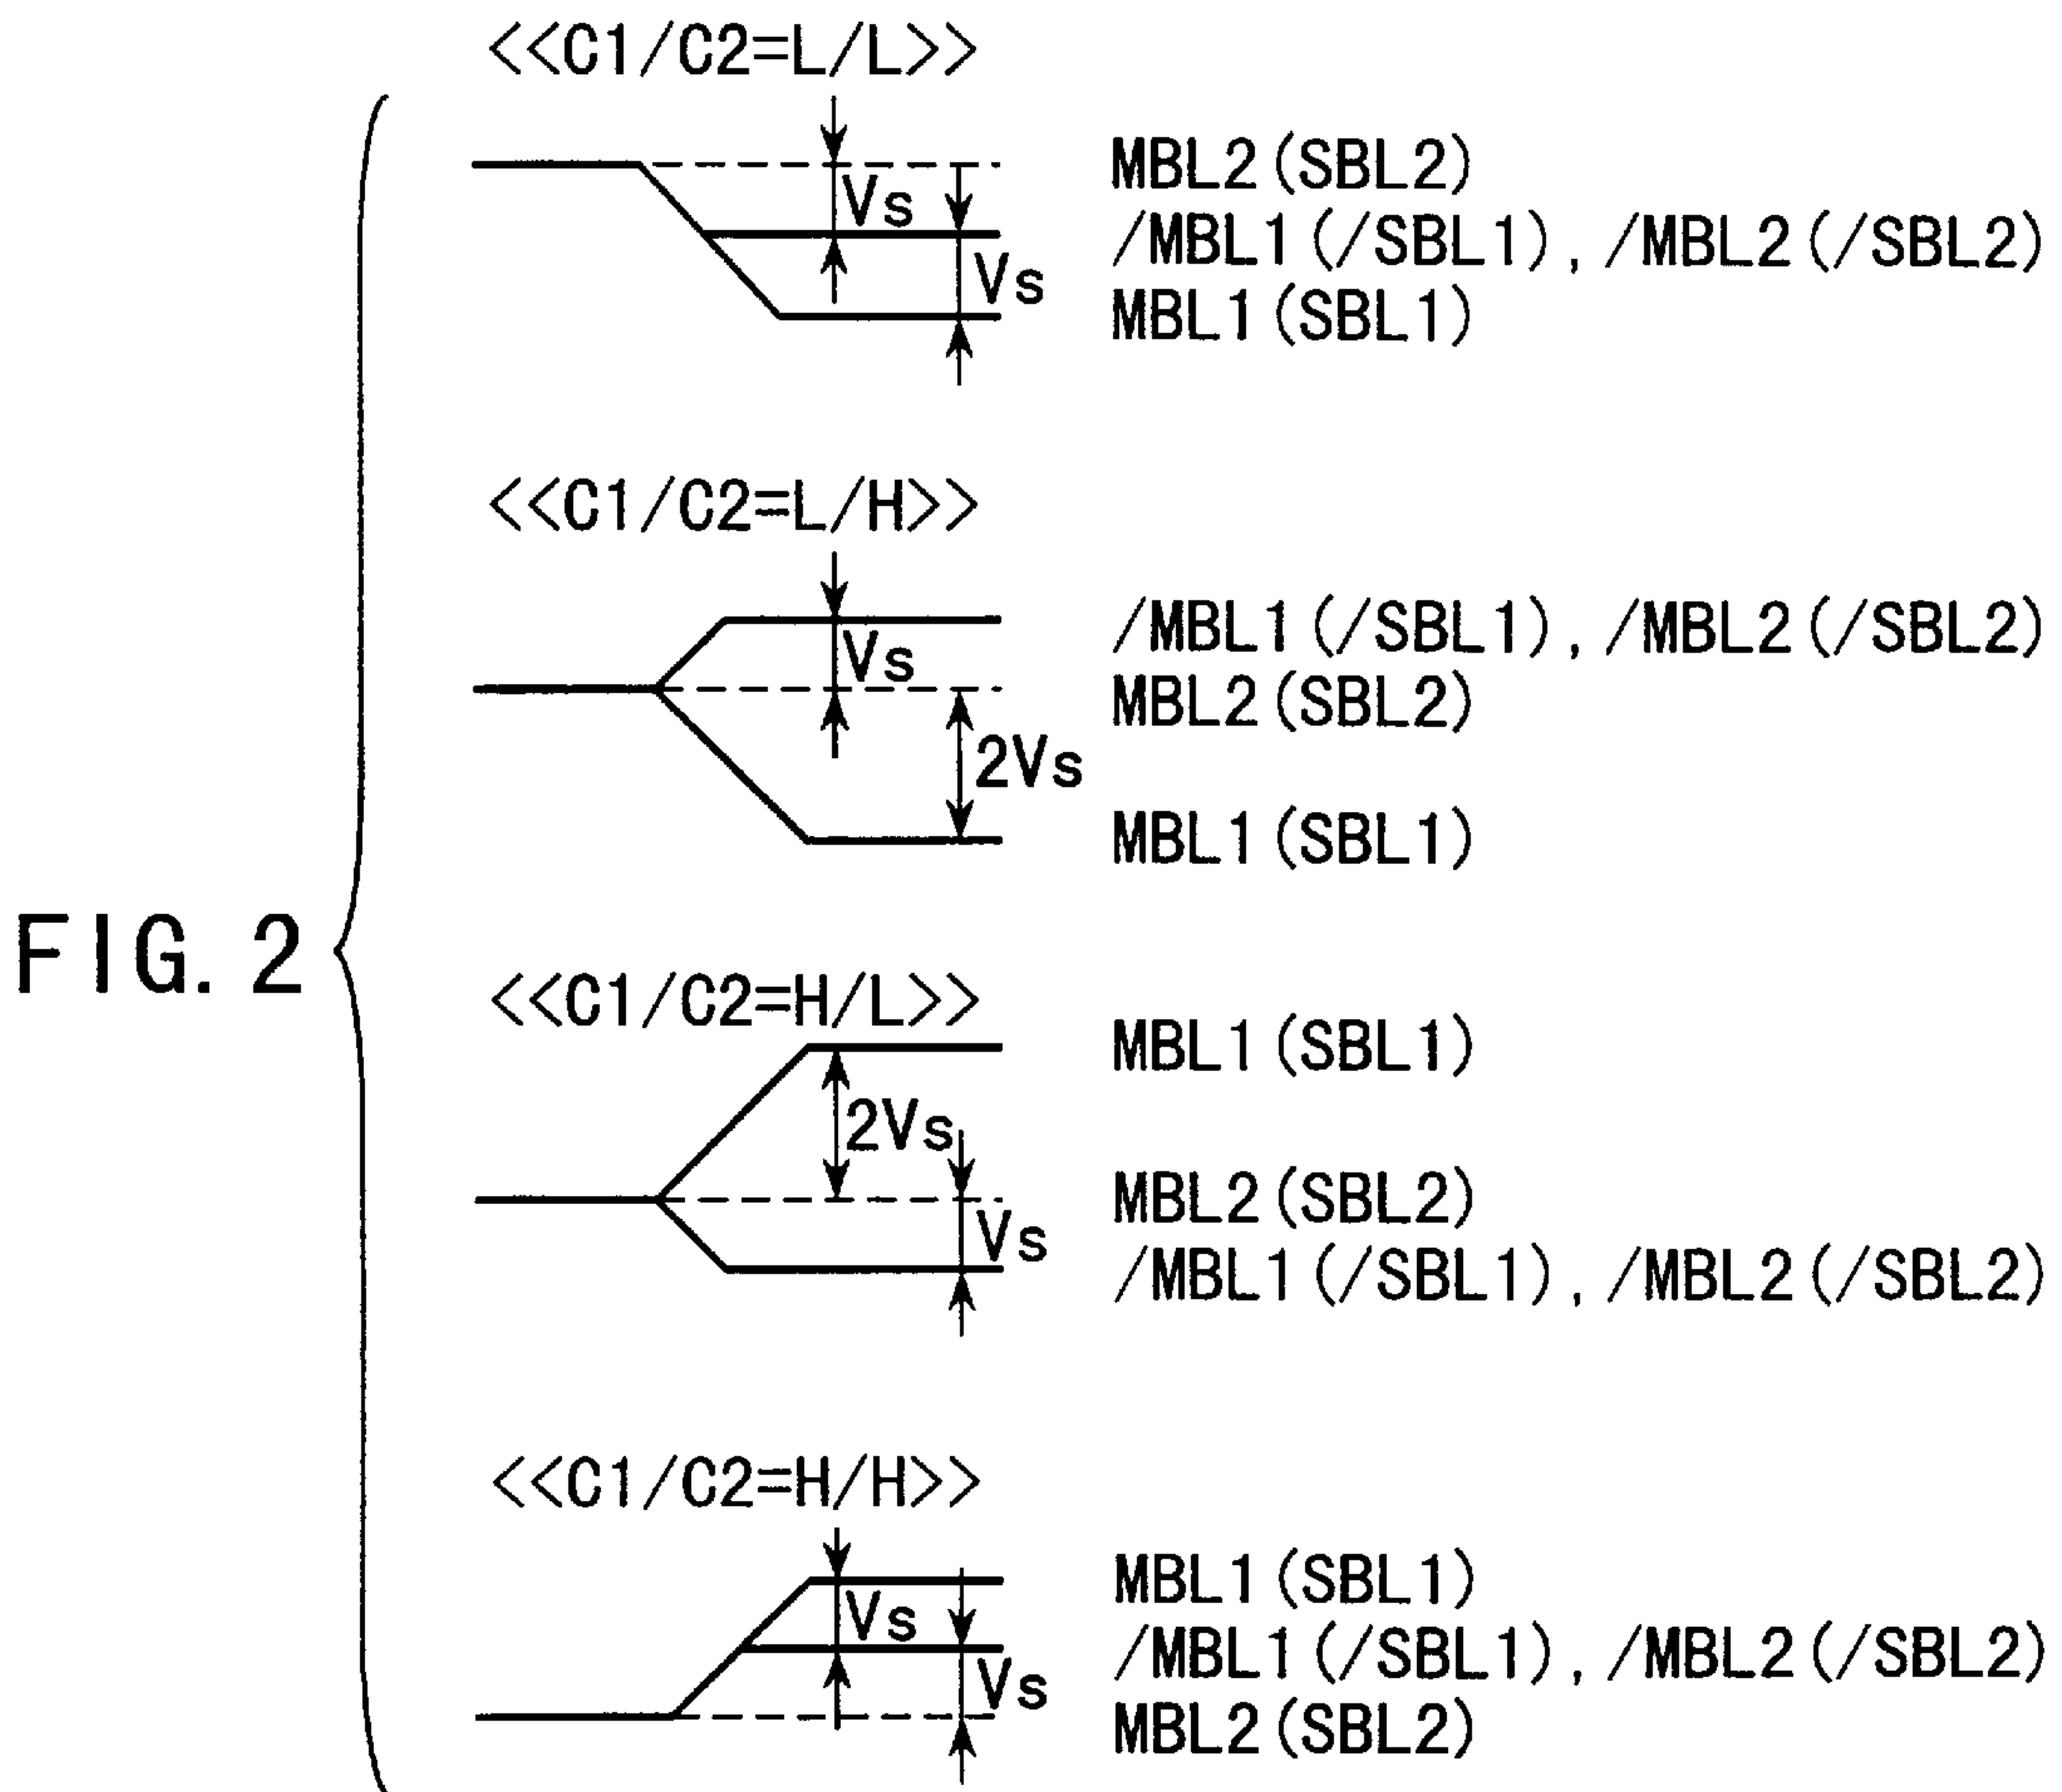 <<C1/C2=L/L>>
Vs
Vs
MBL2(SBL2)
/MBL1(/SBL1), /MBL2(/SBL2)
MBL1(SBL1)
<<C1/C2=L/H>>
Vs
2Vs
/MBL1(/SBL1), /MBL2(/SBL2)
MBL2(SBL2)
MBL1(SBL1)
FIG. 2
<<C1/C2=H/L>>
2Vs
Vs
MBL1(SBL1)
MBL2(SBL2)
/MBL1(/SBL1), /MBL2(/SBL2)
<<C1/C2=H/H>>
Vs
Vs
MBL1(SBL1)
/MBL1(/SBL1), /MBL2(/SBL2)
MBL2(SBL2)